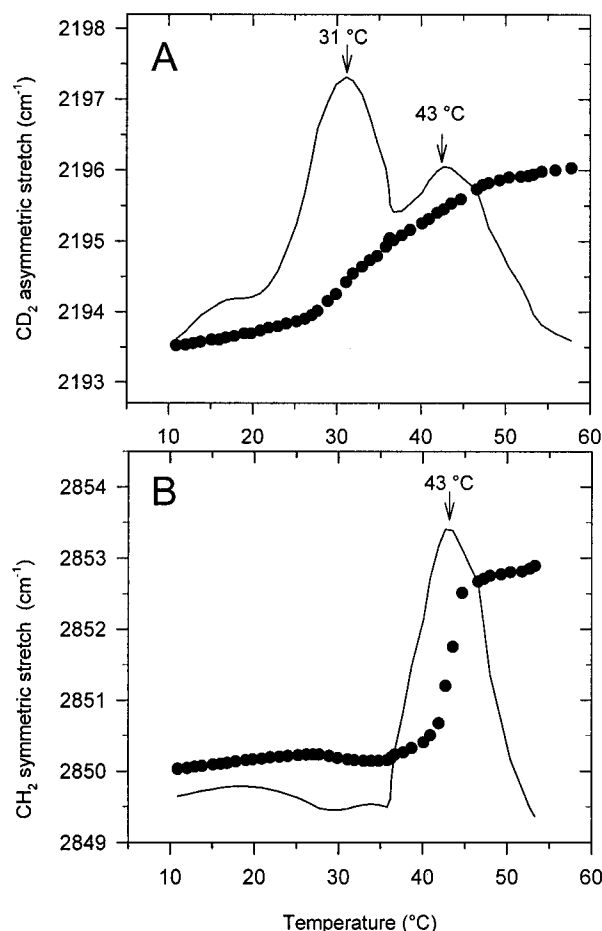 A
31 °C
43 °C
CD₂ asymmetric stretch (cm⁻¹)
2198
2197
2196
2195
2194
2193
10 20 30 40 50 60
B
43 °C
CH₂ symmetric stretch (cm⁻¹)
2854
2853
2852
2851
2850
2849
10 20 30 40 50 60
Temperature (°C)